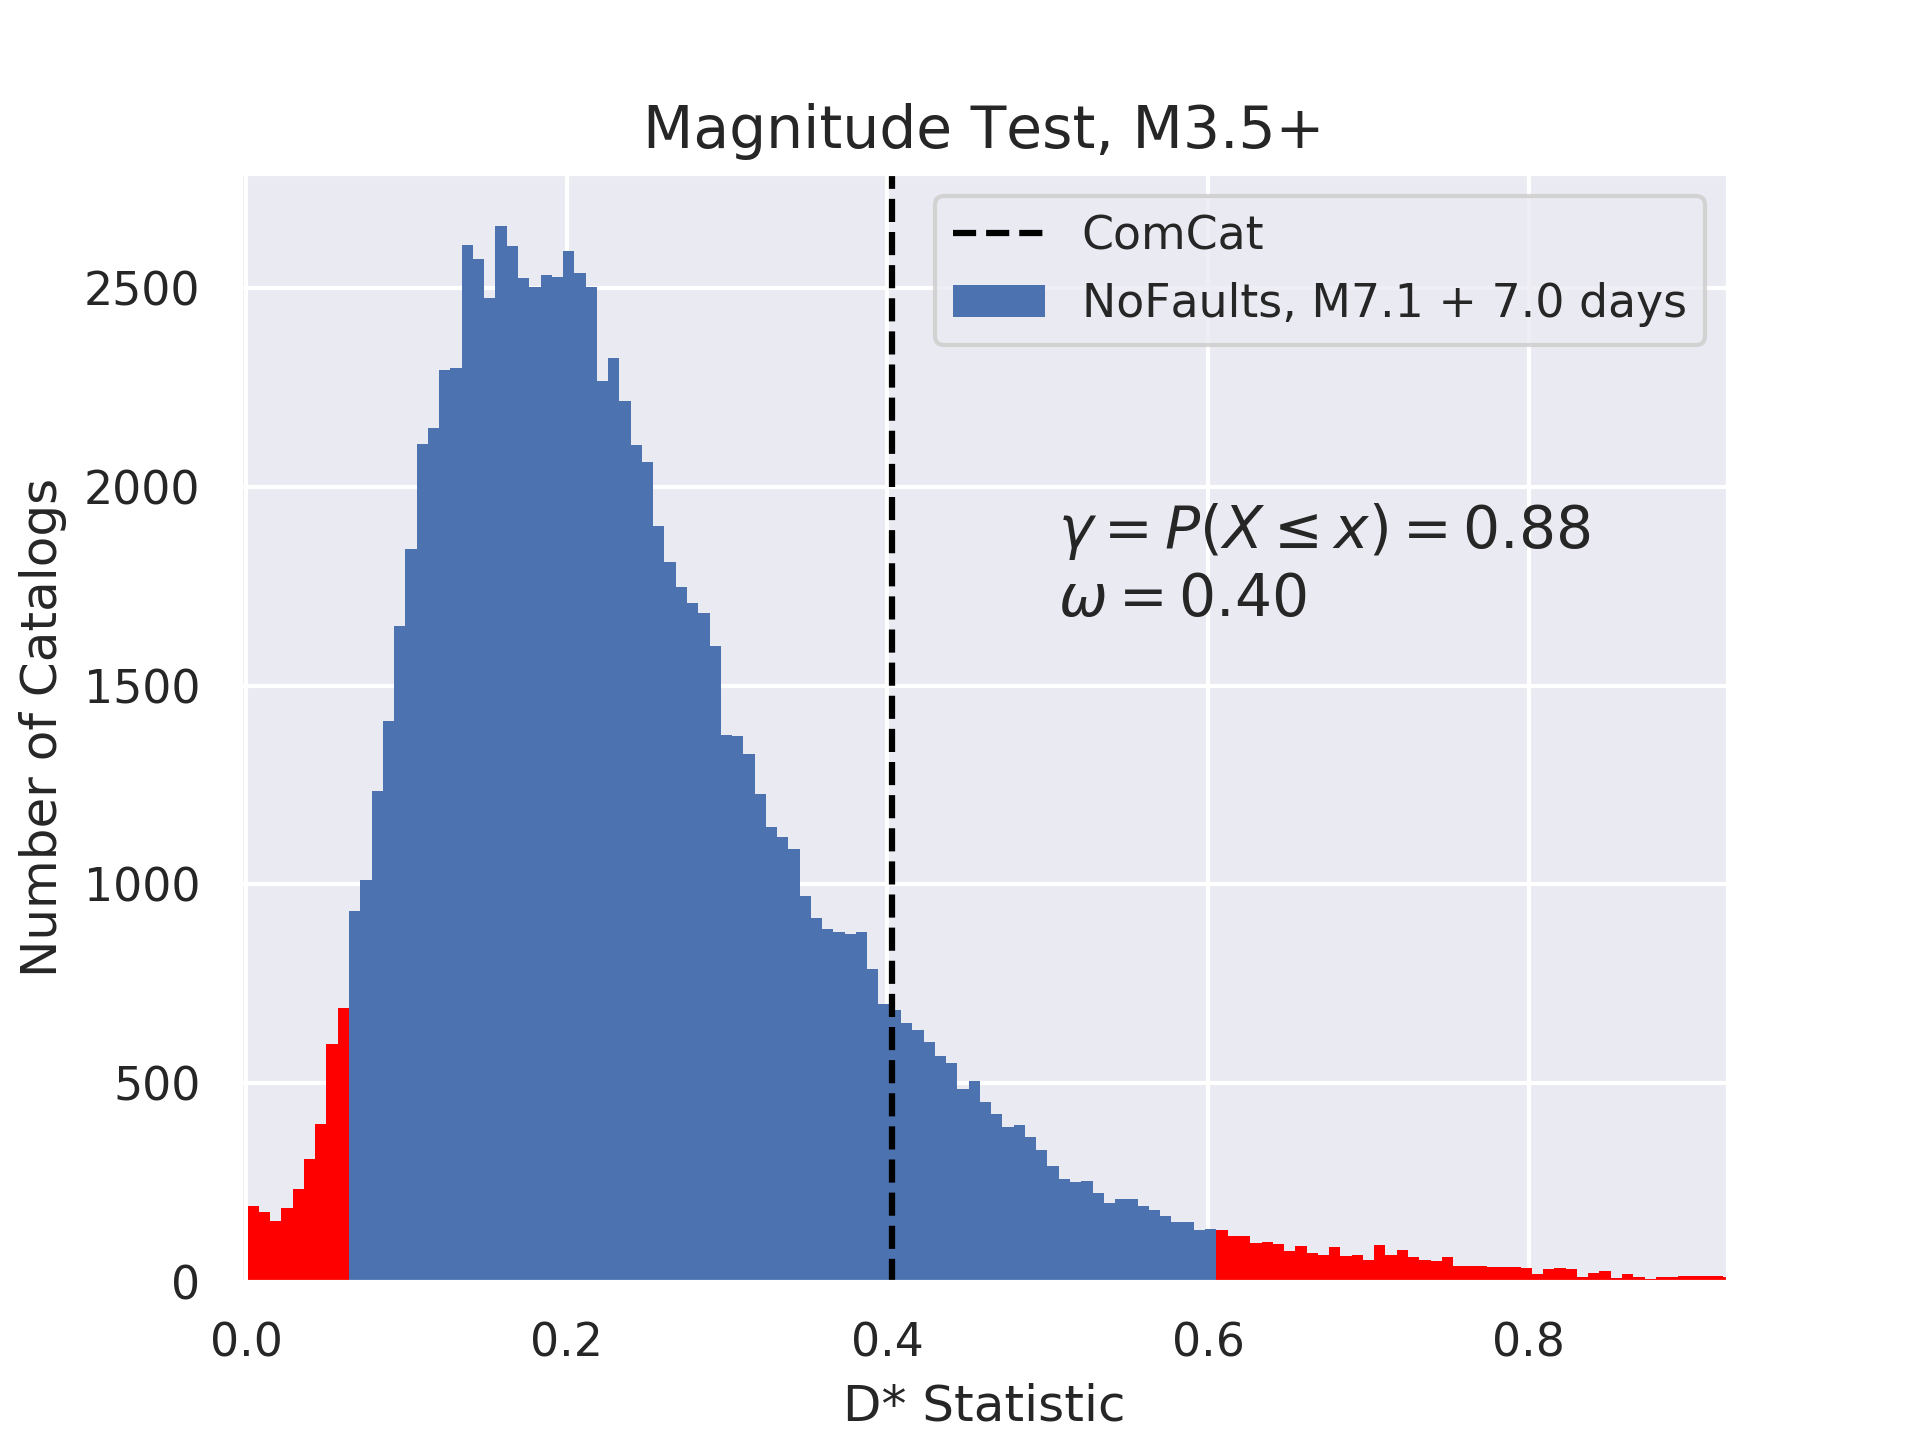 Magnitude Test, M3.5+
ComCat
NoFaults, M7.1 + 7.0 days
γ = P(X ≤ x) = 0.88
ω = 0.40
Number of Catalogs
2500
2000
1500
1000
500
0
0.0 0.2 0.4 0.6 0.8
D* Statistic